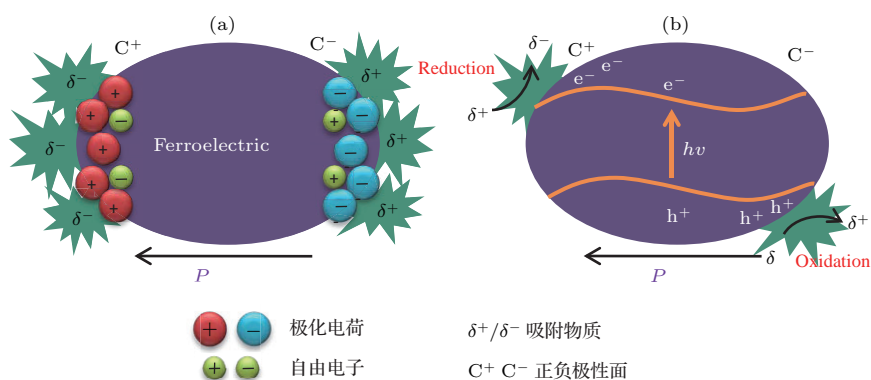 (a)
C⁺
C⁻
δ⁻
δ⁻
δ⁻
δ⁺
δ⁺
δ⁺
+
+
+
+
+
−
−
−
−
−
−
−
+
+
Ferroelectric
P
(b)
Reduction
δ⁻
δ⁺
C⁺
C⁻
e⁻
e⁻
e⁻
hν
h⁺
h⁺
h⁺
δ
δ⁺
Oxidation
P
+ − 极化电荷
+ − 自由电子
δ⁺/δ⁻ 吸附物质
C⁺ C⁻ 正负极性面